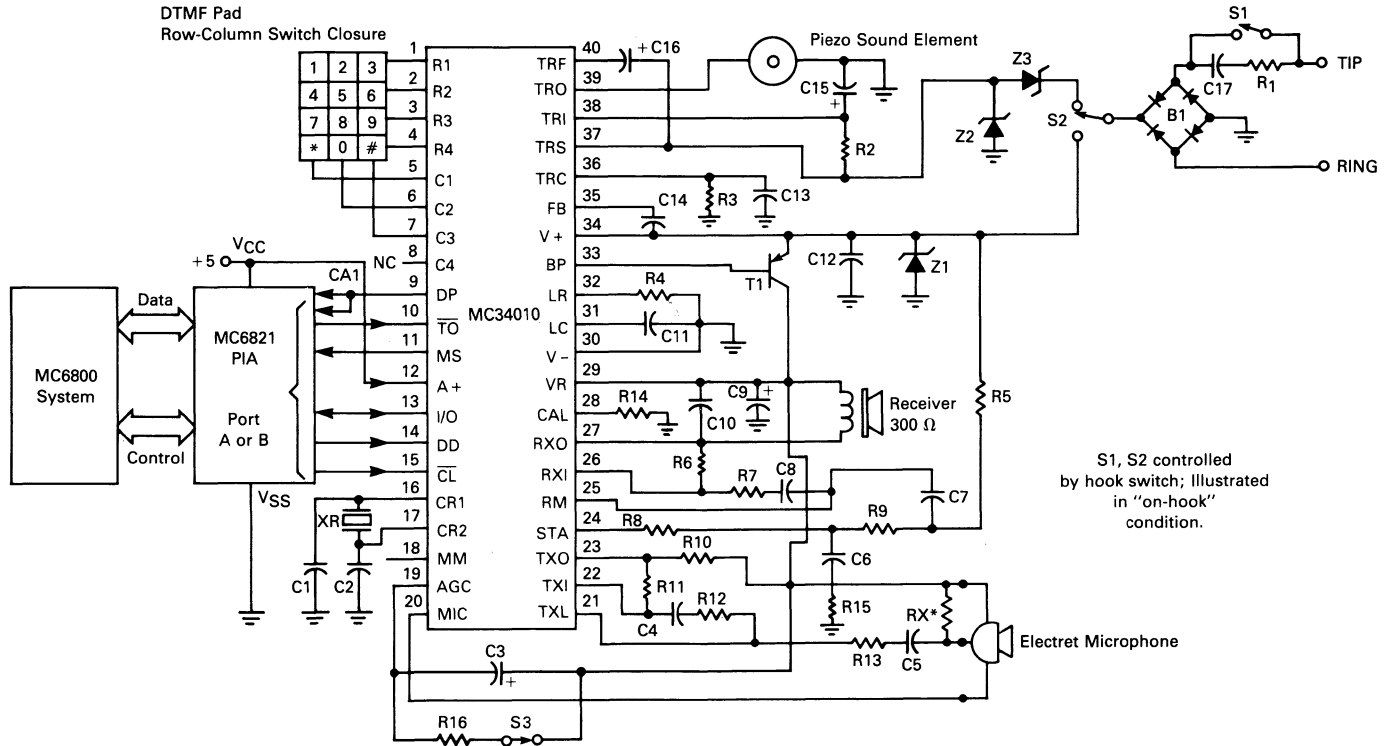 DTMF Pad
Row-Column Switch Closure
1 2 3
4 5 6
7 8 9
* 0 #
1 R1
2 R2
3 R3
4 R4
5 C1
6 C2
7 C3
8 C4
NC
9 DP
10 TO
11 MS
12 A+
13 I/O
14 DD
15 CL
16 CR1
17 CR2
18 MM
19 AGC
20 MIC
MC34010
40 TRF
39 TRO
38 TRI
37 TRS
36 TRC
35 FB
34 V+
33 BP
32 LR
31 LC
30 V-
29 VR
28 CAL
27 RXO
26 RXI
25 RM
24 STA
23 TXO
22 TXI
21 TXL
VCC
+5
CA1
MC6800
System
Data
Control
MC6821
PIA
Port
A or B
VSS
XR
C1
C2
C3
+
R16
S3
+ C16
Piezo Sound Element
C15
+
R2
R3
C13
C14
T1
C12
Z1
Z2
Z3
S2
S1
C17
R1
B1
TIP
RING
R4
C11
R14
C10
C9
+
Receiver
300 Ω
R5
R6
R7
C8
C7
R8
R9
R10
C6
R11
C4
R12
R15
R13
C5
RX*
Electret Microphone
S1, S2 controlled
by hook switch; Illustrated
in "on-hook"
condition.